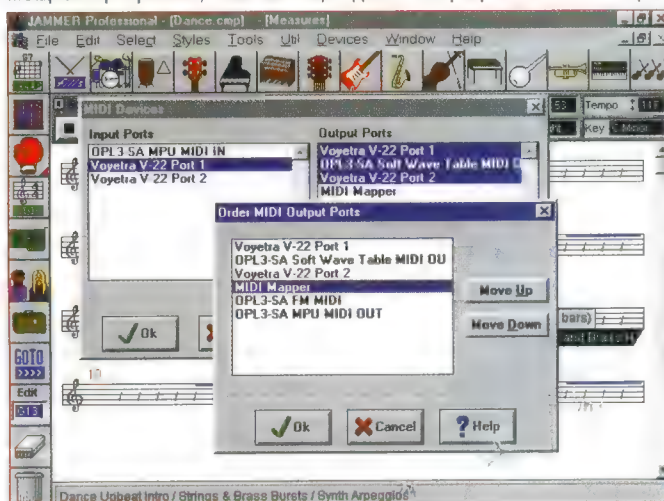 JAMMER Professional - (Dance.cmp) - [Measures]
File Edit Select Styles Tools Util Devices Window Help
MIDI Devices
53 Tempo
Key C Minor
Input Ports
OPL3-SA MPU MIDI IN
Voyetra V-22 Port 1
Voyetra V-22 Port 2
Output Ports
Voyetra V-22 Port 1
OPL3-SA Soft Wave Table MIDI O
Voyetra V-22 Port 2
MIDI Mapper
Order MIDI Output Ports
Voyetra V-22 Port 1
OPL3-SA Soft Wave Table MIDI OU
Voyetra V-22 Port 2
MIDI Mapper
OPL3-SA FM MIDI
OPL3-SA MPU MIDI OUT
Move Up
Move Down
bars)
Ok
Ok
Cancel
Help
GOTO
Edit
Dance Upbeat Intro / Strings & Brass Bursts / Synth Arpeggios